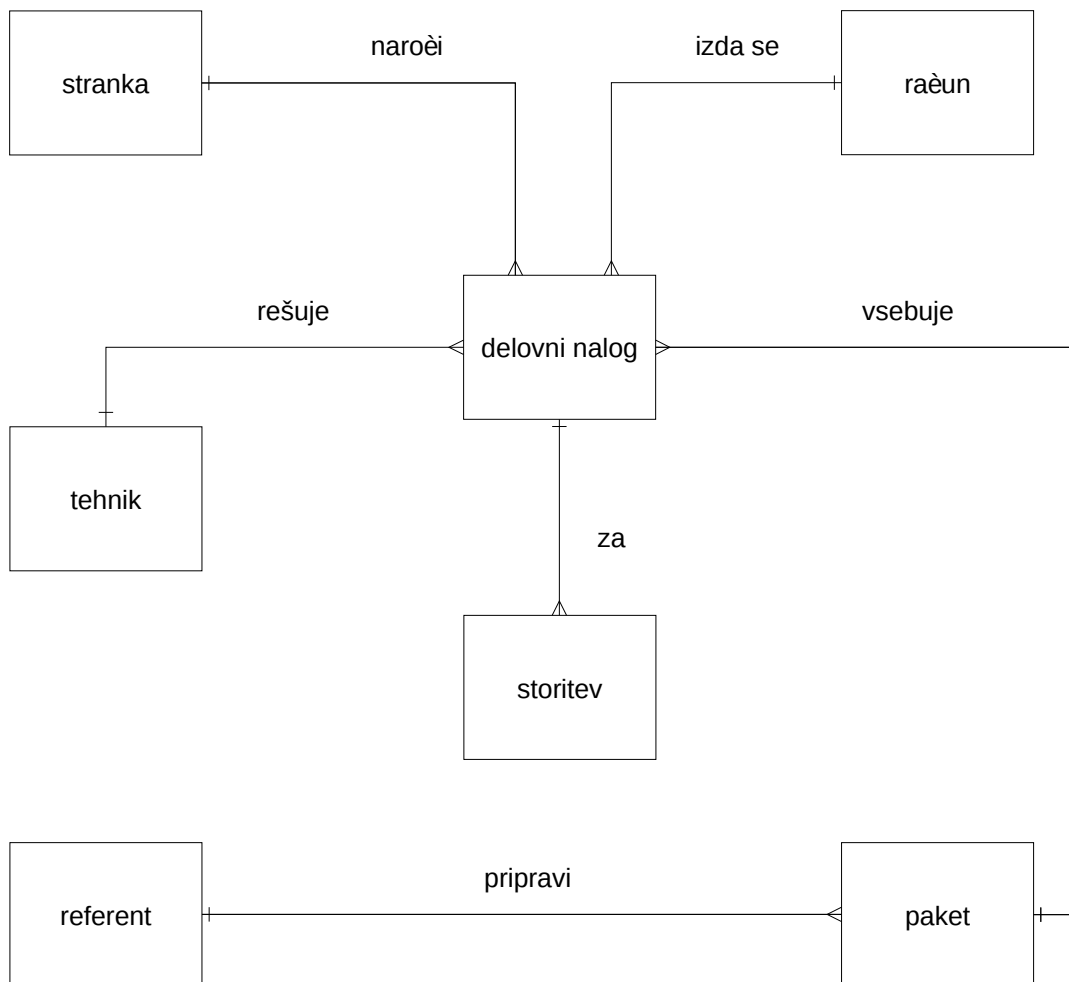 naroèi
izda se
stranka
raèun
rešuje
vsebuje
delovni nalog
tehnik
za
storitev
pripravi
referent
paket